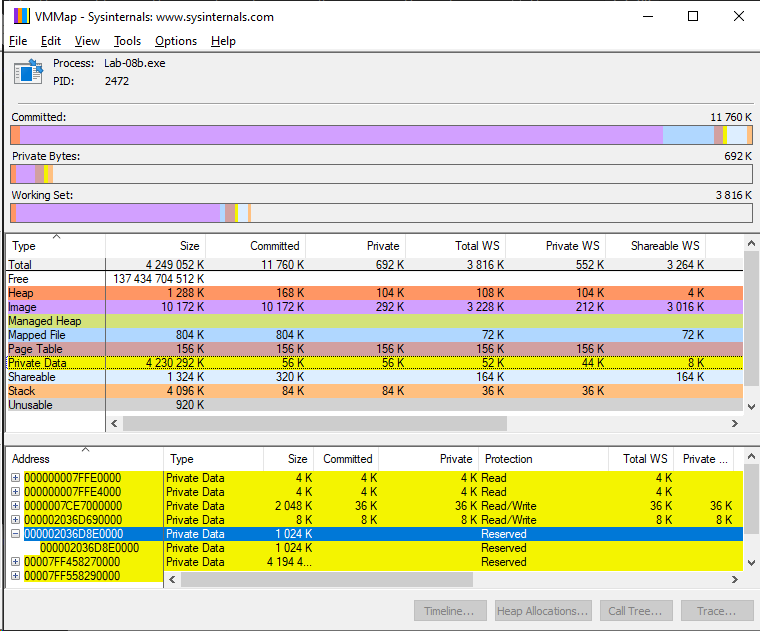 VMMap - Sysinternals: www.sysinternals.com
File Edit View Tools Options Help
Process: Lab-08b.exe
PID: 2472
Committed: 11 760 K
Private Bytes: 692 K
Working Set: 3 816 K
Type Size Committed Private Total WS Private WS Shareable WS
Total 4 249 052 K 11 760 K 692 K 3 816 K 552 K 3 264 K
Free 137 434 704 512 K
Heap 1 288 K 168 K 104 K 108 K 104 K 4 K
Image 10 172 K 10 172 K 292 K 3 228 K 212 K 3 016 K
Managed Heap
Mapped File 804 K 804 K 72 K 72 K
Page Table 156 K 156 K 156 K 156 K 156 K
Private Data 4 230 292 K 56 K 56 K 52 K 44 K 8 K
Shareable 1 324 K 320 K 164 K 164 K
Stack 4 096 K 84 K 84 K 36 K 36 K
Unusable 920 K
Address Type Size Committed Private Protection Total WS Private ...
000000007FFE0000 Private Data 4 K 4 K 4 K Read 4 K
000000007FFE4000 Private Data 4 K 4 K 4 K Read 4 K
0000007CE7000000 Private Data 2 048 K 36 K 36 K Read/Write 36 K 36 K
000002036D690000 Private Data 8 K 8 K 8 K Read/Write 8 K 8 K
000002036D8E0000 Private Data 1 024 K Reserved
000002036D8E0000 Private Data 1 024 K Reserved
00007FF458270000 Private Data 4 194 4... Reserved
00007FF558290000
Timeline... Heap Allocations... Call Tree... Trace...